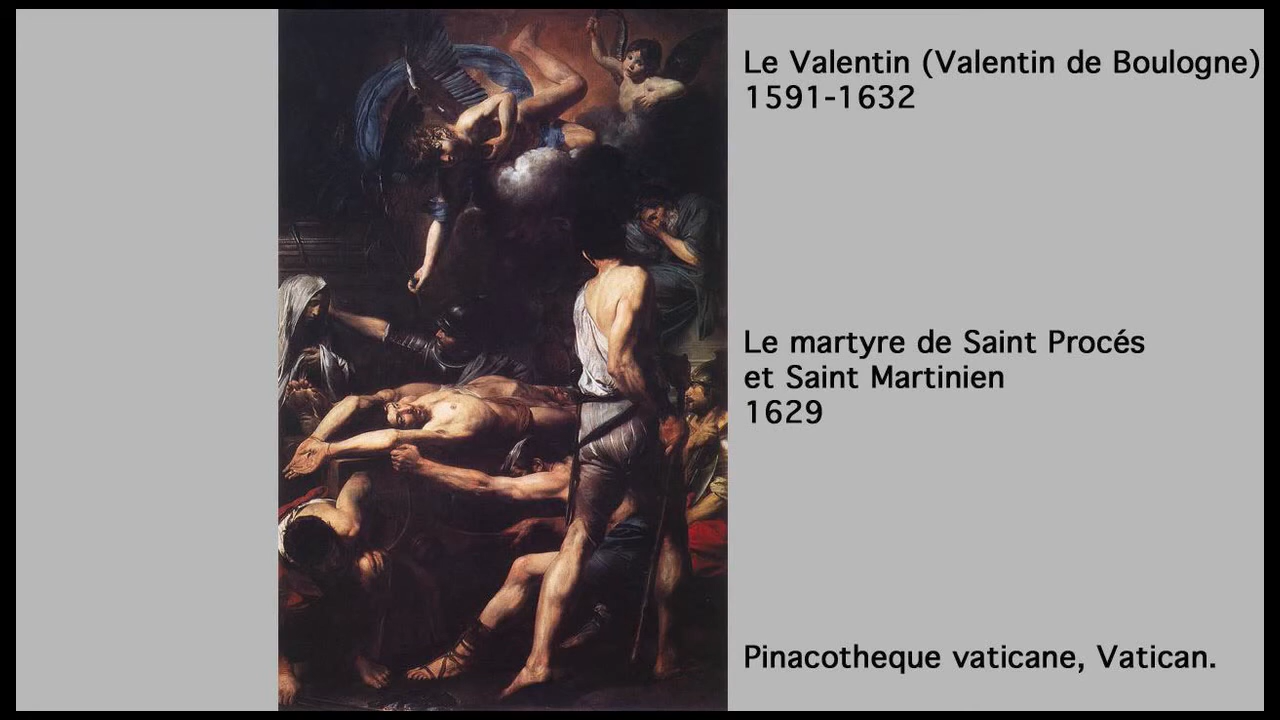 Le Valentin (Valentin de Boulogne)
1591-1632
Le martyre de Saint Procés
et Saint Martinien
1629
Pinacotheque vaticane, Vatican.